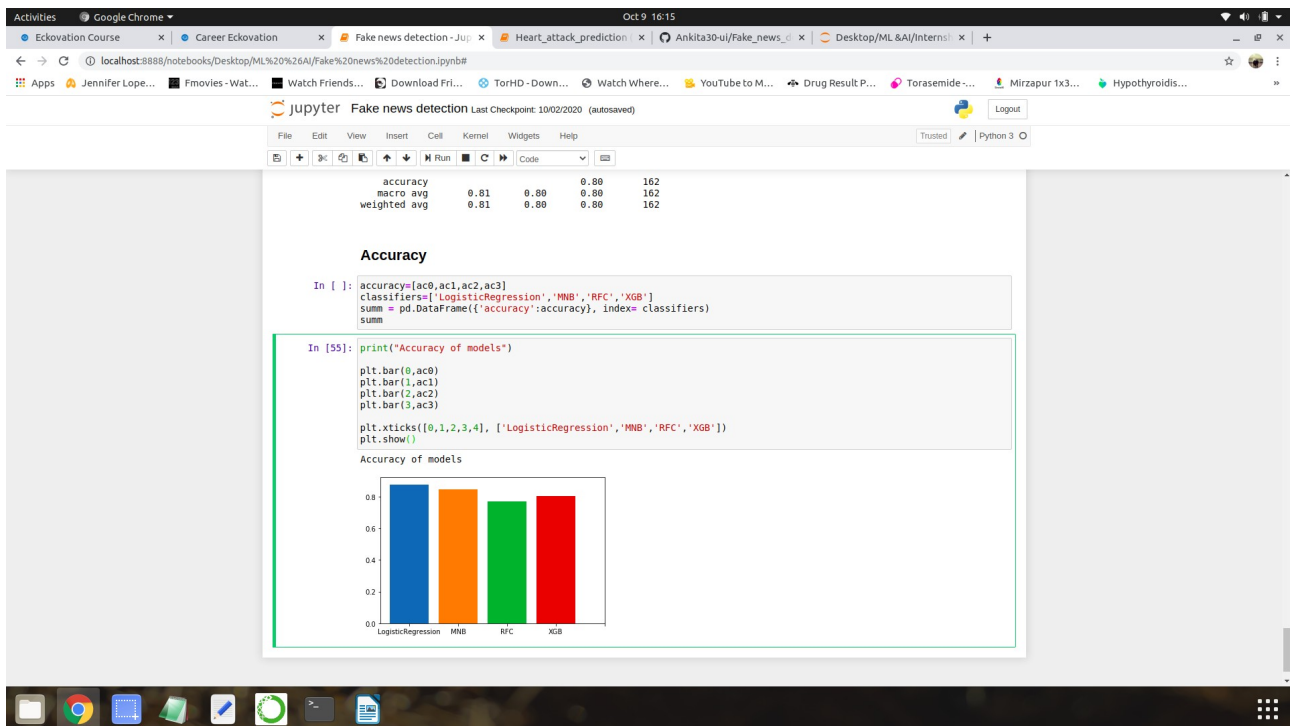 Activities Google Chrome Oct 9 16:15
Eckovation Course Career Eckovation Fake news detection - Jup Heart_attack_prediction Ankita30-ui/Fake_news_d Desktop/ML &AI/Internsh
localhost:8888/notebooks/Desktop/ML%20%26AI/Fake%20news%20detection.ipynb#
Apps Jennifer Lope... Fmovies - Wat... Watch Friends... Download Fri... TorHD - Down... Watch Where... YouTube to M... Drug Result P... Torasemide -... Mirzapur 1x3... Hypothyroidis... »
jupyter Fake news detection Last Checkpoint: 10/02/2020 (autosaved) Logout
File Edit View Insert Cell Kernel Widgets Help Trusted Python 3
Run Code
accuracy 0.80 162
macro avg 0.81 0.80 0.80 162
weighted avg 0.81 0.80 0.80 162
Accuracy
In [ ]: accuracy=[ac0,ac1,ac2,ac3]
classifiers=['LogisticRegression','MNB','RFC','XGB']
summ = pd.DataFrame({'accuracy':accuracy}, index= classifiers)
summ
In [55]: print("Accuracy of models")
plt.bar(0,ac0)
plt.bar(1,ac1)
plt.bar(2,ac2)
plt.bar(3,ac3)
plt.xticks([0,1,2,3,4], ['LogisticRegression','MNB','RFC','XGB'])
plt.show()
Accuracy of models
0.8
0.6
0.4
0.2
0.0
LogisticRegression MNB RFC XGB